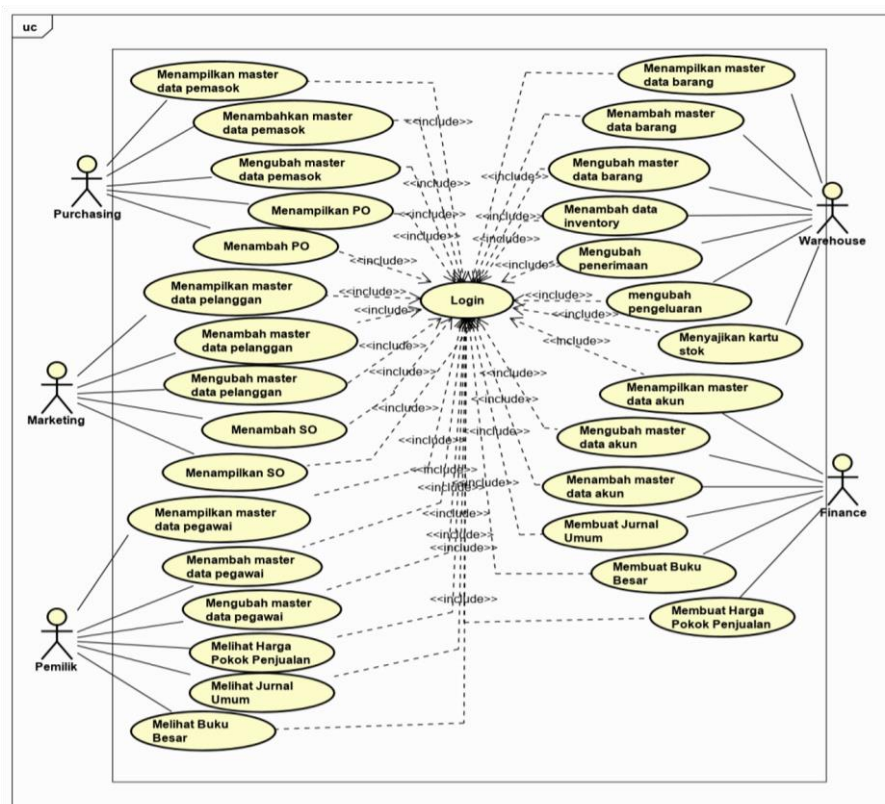 uc
Menampilkan master
data pemasok
Menambahkan master
data pemasok
<<include>>
Mengubah master
data pemasok
<<include>>
Menampilkan PO
<<include>>
Purchasing
Menambah PO
<<include>>
<<include>>
Menampilkan master
data pelanggan
<<include>>
<<include>>
Menambah master
data pelanggan
<<include>>
Mengubah master
data pelanggan
<<include>>
Marketing
Menambah SO
<<include>>
<<include>>
Menampilkan SO
<<include>>
<<include>>
Menampilkan master
data pegawai
<<include>>
Menambah master
data pegawai
<<include>>
Mengubah master
data pegawai
<<include>>
Melihat Harga
Pokok Penjualan
Pemilik
Melihat Jurnal
Umum
Melihat Buku
Besar
Login
Menampilkan master
data barang
Menambah master
data barang
Mengubah master
data barang
<<include>>
Menambah data
inventory
<<include>>
Warehouse
<<include>>
Mengubah
penerimaan
<<include>>
mengubah
pengeluaran
<<include>>
<<include>>
Menyajikan kartu
stok
<<include>>
Menampilkan master
data akun
<<include>>
Mengubah master
data akun
<<include>>
Menambah master
data akun
<<include>>
Finance
Membuat Jurnal
Umum
Membuat Buku
Besar
<<include>>
Membuat Harga
Pokok Penjualan